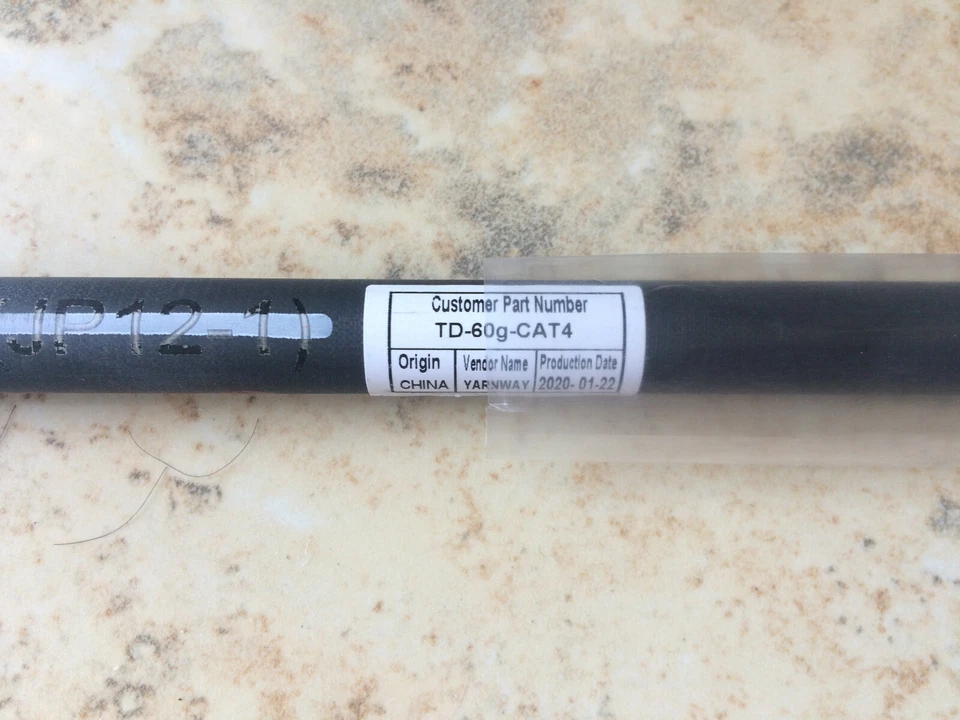 JP12-1)
Customer Part Number
TD-60g-CAT4
Origin Vendor Name Production Date
CHINA YARNWAY 2020-01-22